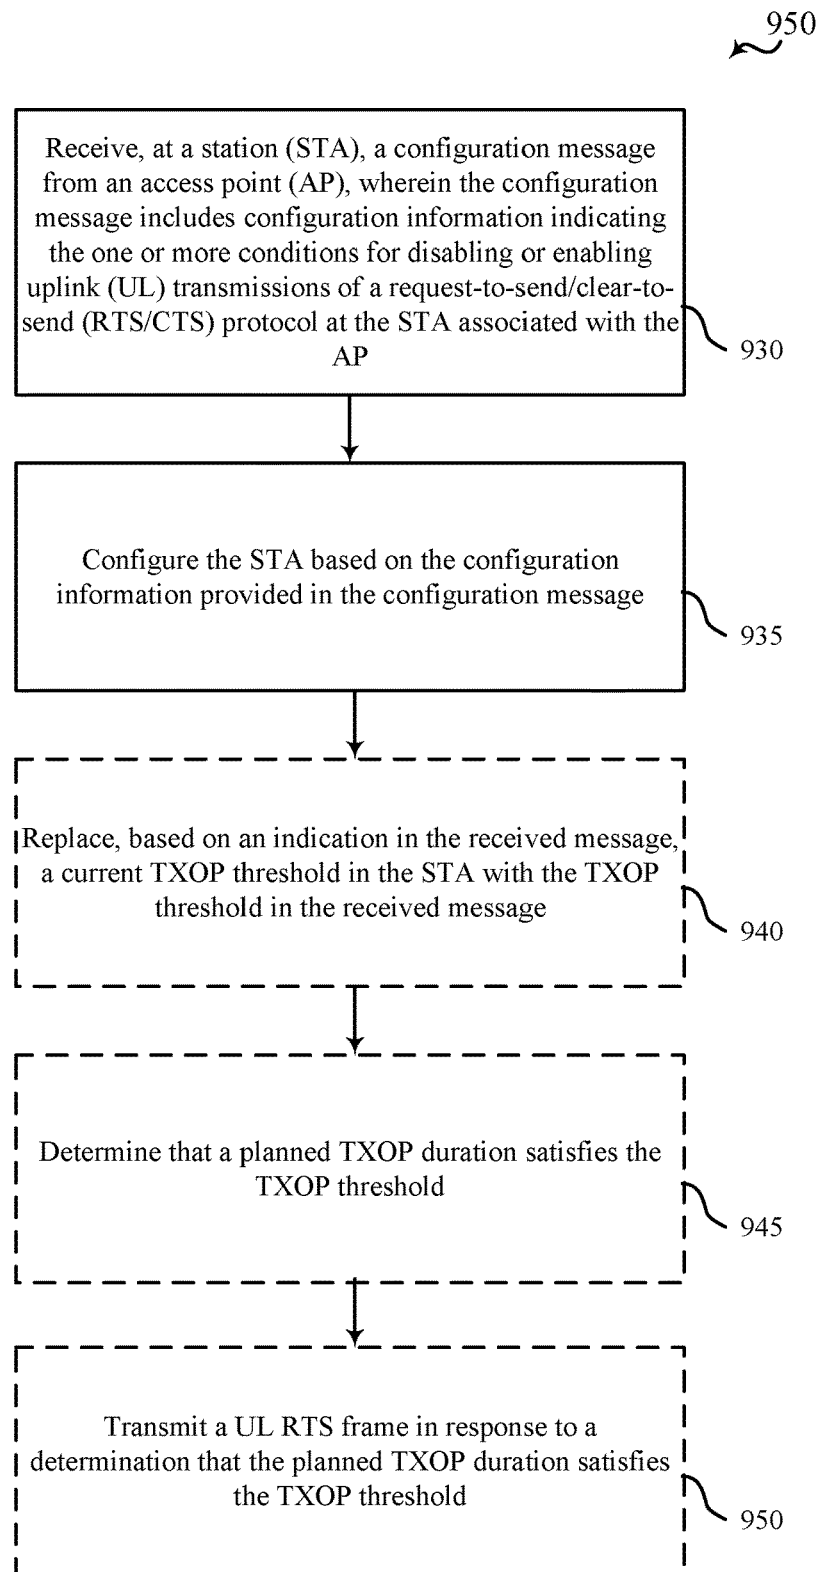 950
Receive, at a station (STA), a configuration message
from an access point (AP), wherein the configuration
message includes configuration information indicating
the one or more conditions for disabling or enabling
uplink (UL) transmissions of a request-to-send/clear-to-
send (RTS/CTS) protocol at the STA associated with the
AP
930
Configure the STA based on the configuration
information provided in the configuration message
935
Replace, based on an indication in the received message,
a current TXOP threshold in the STA with the TXOP
threshold in the received message
940
Determine that a planned TXOP duration satisfies the
TXOP threshold
945
Transmit a UL RTS frame in response to a
determination that the planned TXOP duration satisfies
the TXOP threshold
950